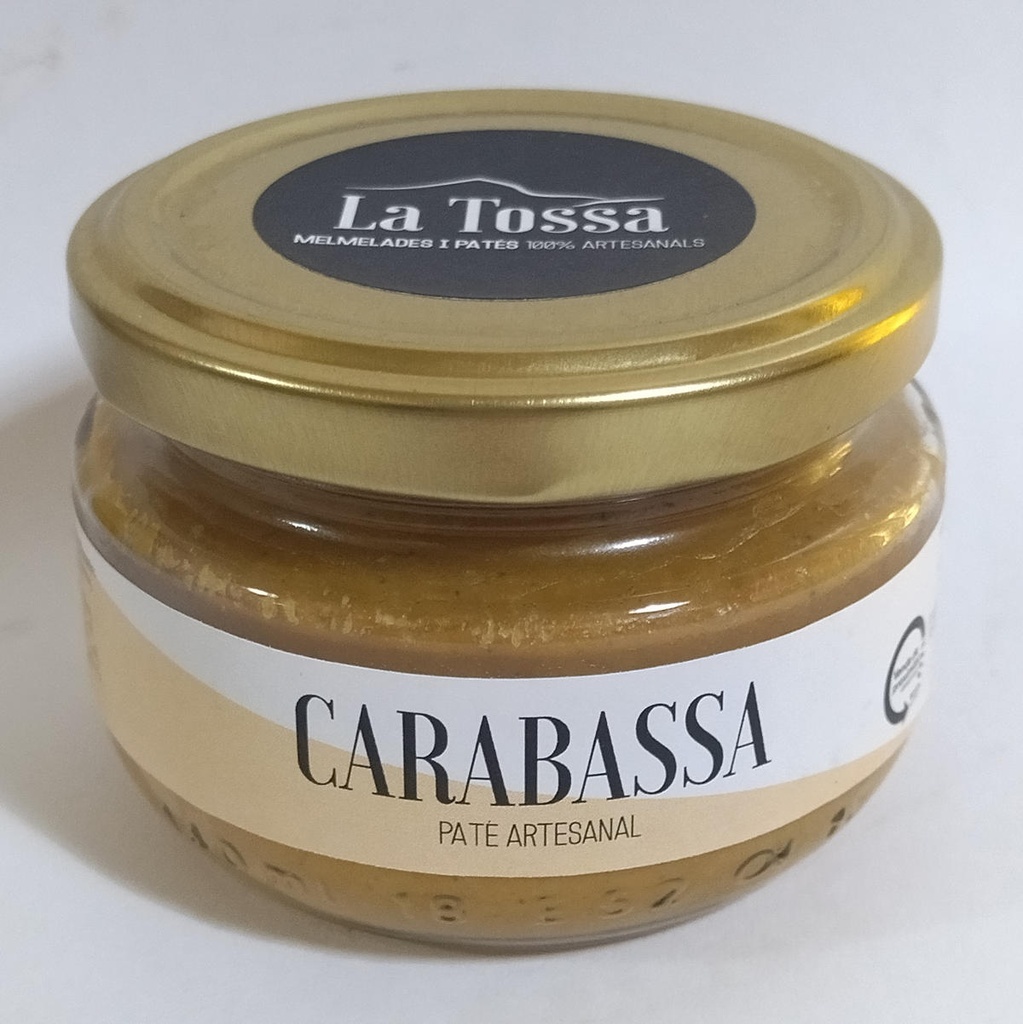 La Tossa
MELMELADES I PATÉS 100% ARTESANALS
CARABASSA
PATÉ ARTESANAL